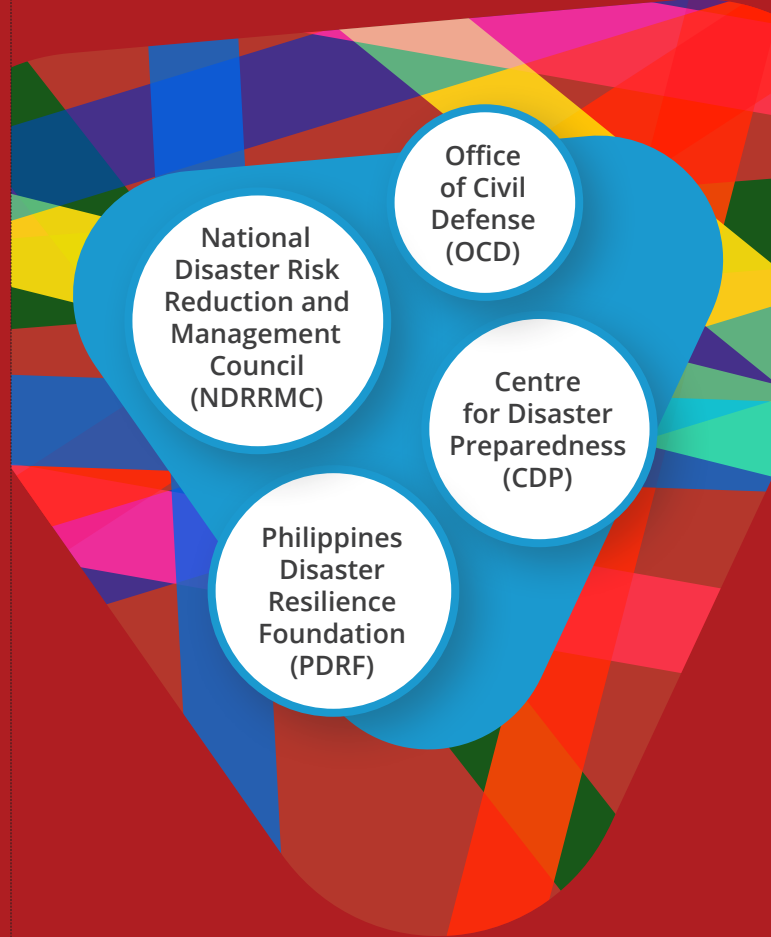 Office
of Civil
Defense
(OCD)
National
Disaster Risk
Reduction and
Management
Council
(NDRRMC)
Centre
for Disaster
Preparedness
(CDP)
Philippines
Disaster
Resilience
Foundation
(PDRF)